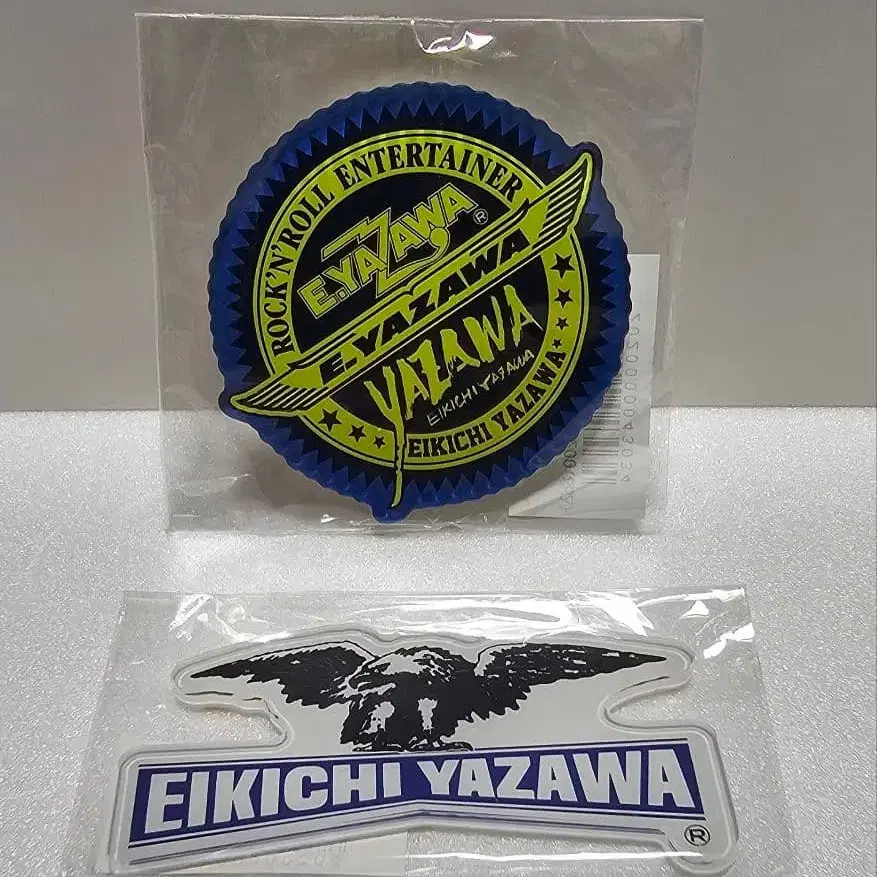 ROCK'N'ROLL ENTERTAINER
E.YAZAWA®
E.YAZAWA
YAZAWA
EIKICHI YAZAWA
EIKICHI YAZAWA
EIKICHI YAZAWA
®